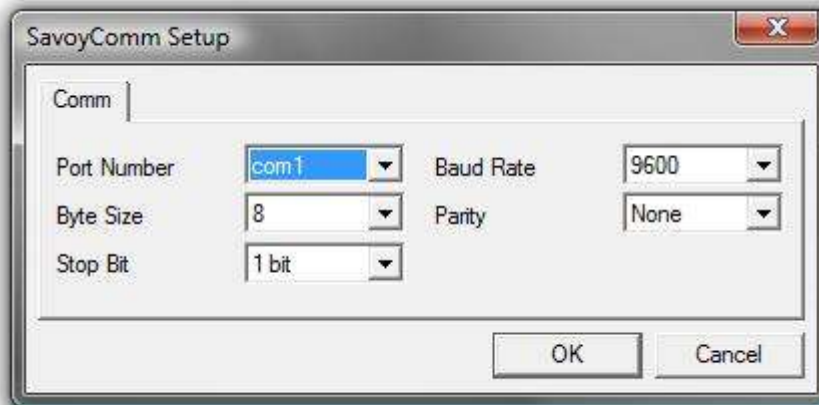 SavoyComm Setup
Comm
Port Number com1 Baud Rate 9600
Byte Size 8 Parity None
Stop Bit 1 bit
OK Cancel